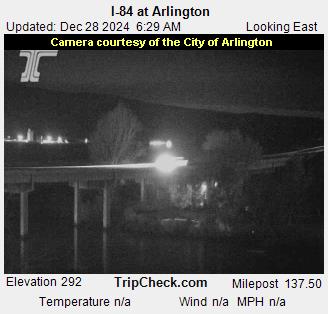 I-84 at Arlington
Updated: Dec 28 2024 6:29 AM Looking East
Camera courtesy of the City of Arlington
Elevation 292 TripCheck.com Milepost 137.50
Temperature n/a Wind n/a MPH n/a